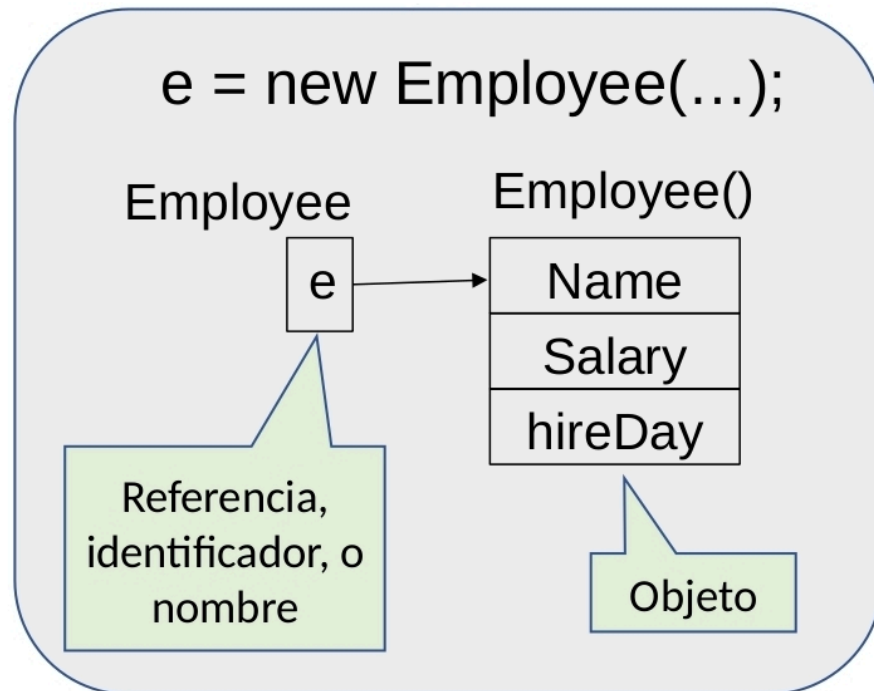 e = new Employee(…);
Employee
Employee()
e
Name
Salary
hireDay
Referencia,
identificador, o
nombre
Objeto